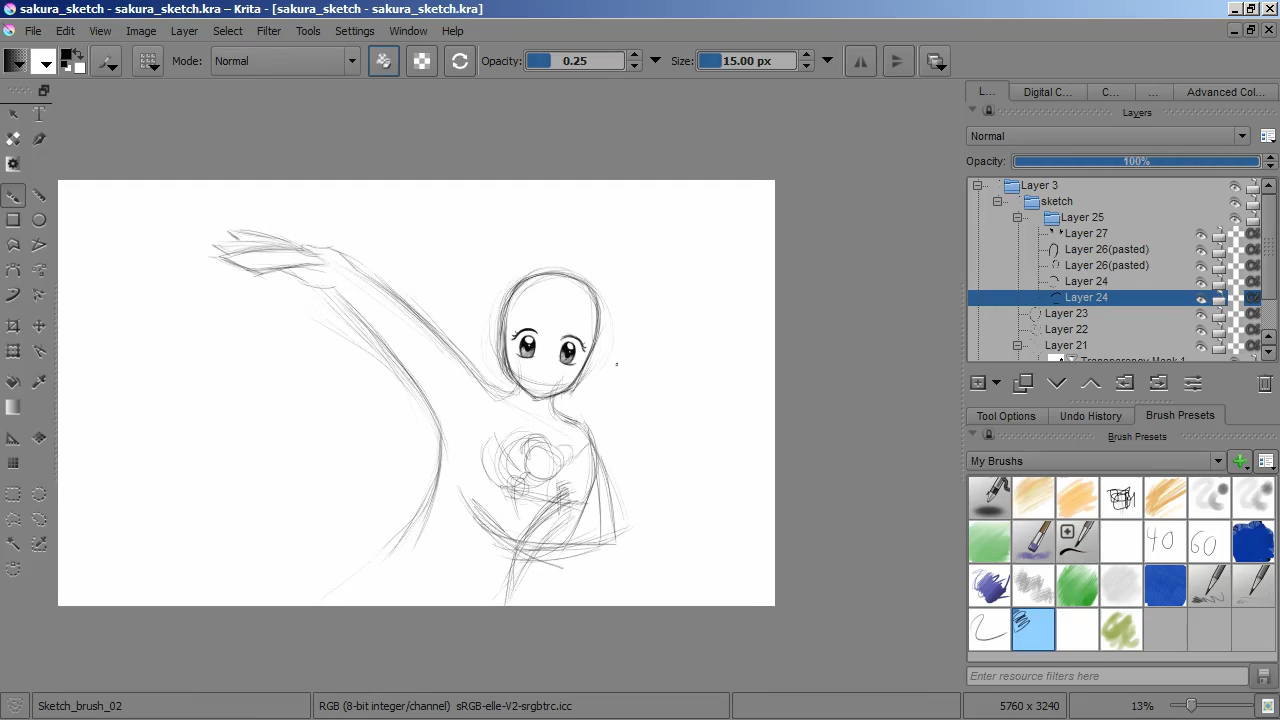 sakura_sketch - sakura_sketch.kra – Krita - [sakura_sketch - sakura_sketch.kra]
File Edit View Image Layer Select Filter Tools Settings Window Help
Mode: Normal Opacity: 0.25 Size: 15.00 px
L... Digital C... C... ... Advanced Col...
Layers
Normal
Opacity: 100%
Layer 3
sketch
Layer 25
Layer 27
Layer 26(pasted)
Layer 26(pasted)
Layer 24
Layer 24
Layer 23
Layer 22
Layer 21
Transparency Mask 1
Tool Options Undo History Brush Presets
Brush Presets
My Brushes
40 60
Enter resource filters here
Sketch_brush_02 RGB (8-bit integer/channel) sRGB-elle-V2-srgbtrc.icc 5760 x 3240 13%